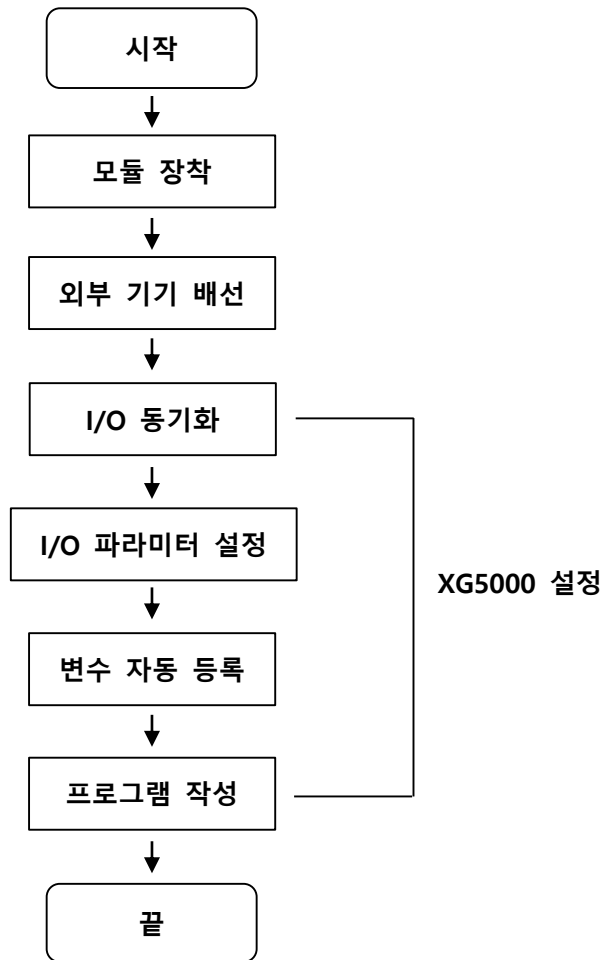 시작
모듈 장착
외부 기기 배선
I/O 동기화
I/O 파라미터 설정
XG5000 설정
변수 자동 등록
프로그램 작성
끝